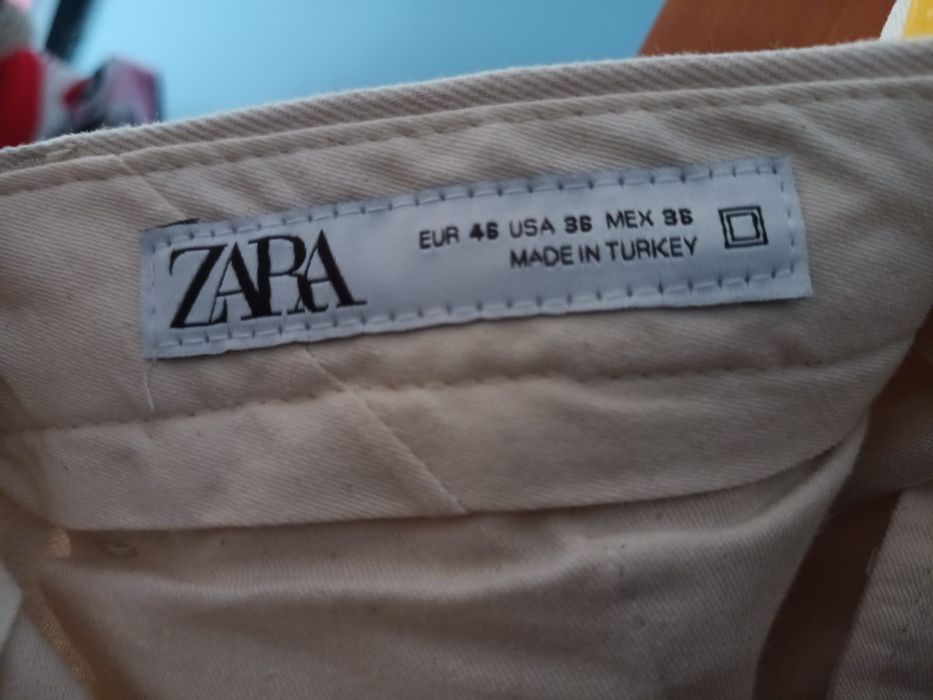 ZARA
EUR 46 USA 36 MEX 36
MADE IN TURKEY